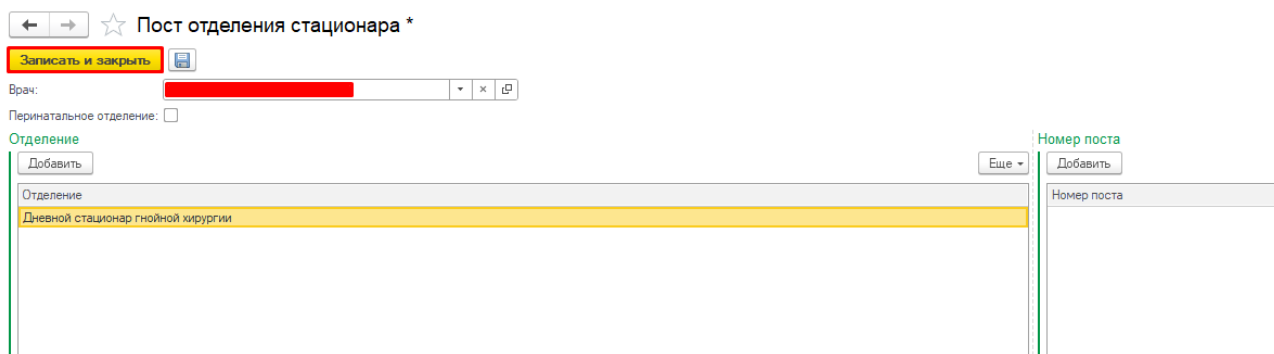 Пост отделения стационара *
Записать и закрыть
Врач:
Перинатальное отделение:
Отделение
Номер поста
Добавить
Еще
Добавить
Отделение
Номер поста
Дневной стационар гнойной хирургии